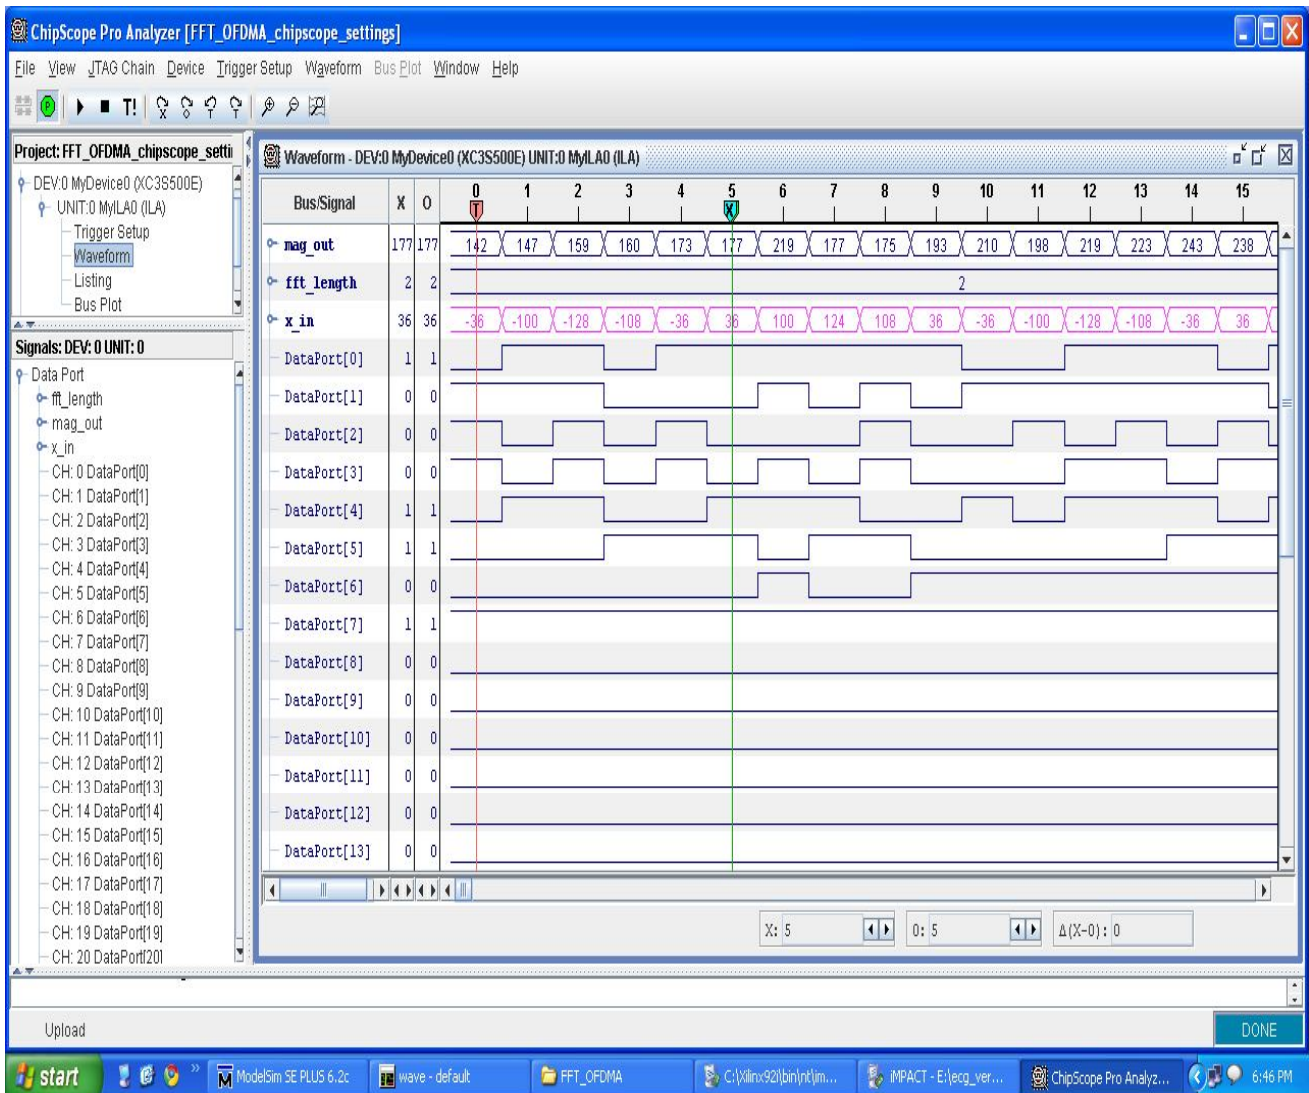 ChipScope Pro Analyzer [FFT_OFDMA_chipscope_settings]
File View JTAG Chain Device Trigger Setup Waveform Bus Plot Window Help
T!
Project: FFT_OFDMA_chipscope_setti
DEV:0 MyDevice0 (XC3S500E)
UNIT:0 MyILA0 (ILA)
Trigger Setup
Waveform
Listing
Bus Plot
Signals: DEV: 0 UNIT: 0
Data Port
fft_length
mag_out
x_in
CH: 0 DataPort[0]
CH: 1 DataPort[1]
CH: 2 DataPort[2]
CH: 3 DataPort[3]
CH: 4 DataPort[4]
CH: 5 DataPort[5]
CH: 6 DataPort[6]
CH: 7 DataPort[7]
CH: 8 DataPort[8]
CH: 9 DataPort[9]
CH: 10 DataPort[10]
CH: 11 DataPort[11]
CH: 12 DataPort[12]
CH: 13 DataPort[13]
CH: 14 DataPort[14]
CH: 15 DataPort[15]
CH: 16 DataPort[16]
CH: 17 DataPort[17]
CH: 18 DataPort[18]
CH: 19 DataPort[19]
CH: 20 DataPort[20]
Waveform - DEV:0 MyDevice0 (XC3S500E) UNIT:0 MyILA0 (ILA)
Bus/Signal X O 0 1 2 3 4 5 6 7 8 9 10 11 12 13 14 15
T X
mag_out 177 177 142 147 159 160 173 177 219 177 175 193 210 198 219 223 243 238
fft_length 2 2 2
x_in 36 36 -36 -100 -128 -108 -36 36 100 124 108 36 -36 -100 -128 -108 -36 36
DataPort[0] 1 1
DataPort[1] 0 0
DataPort[2] 0 0
DataPort[3] 0 0
DataPort[4] 1 1
DataPort[5] 1 1
DataPort[6] 0 0
DataPort[7] 1 1
DataPort[8] 0 0
DataPort[9] 0 0
DataPort[10] 0 0
DataPort[11] 0 0
DataPort[12] 0 0
DataPort[13] 0 0
X: 5 O: 5 Δ(X-O): 0
Upload DONE
start ModelSim SE PLUS 6.2c wave - default FFT_OFDMA C:\Xilinx92i\bin\nt\im... iMPACT - E:\ecg_ver... ChipScope Pro Analyz... 6:46 PM